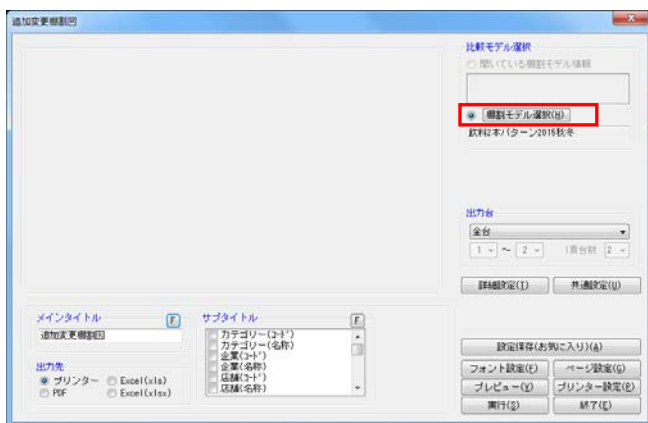 追加変更棚割図
比較モデル選択
開いている棚割モデル情報
棚割モデル選択(H)
飲料2本パターン2015秋冬
出力台
全台
1 ～ 2 1頁台数 2
詳細設定(I) 共通設定(U)
メインタイトル F
追加変更棚割図
サブタイトル F
カテゴリー(コード)
カテゴリー(名称)
企業(コード)
企業(名称)
店舗(コード)
店舗(名称)
出力先
プリンター Excel(xls)
PDF Excel(xlsx)
設定保存(お気に入り)(A)
フォント設定(F) ページ設定(G)
プレビュー(V) プリンター設定(P)
実行(S) 終了(E)